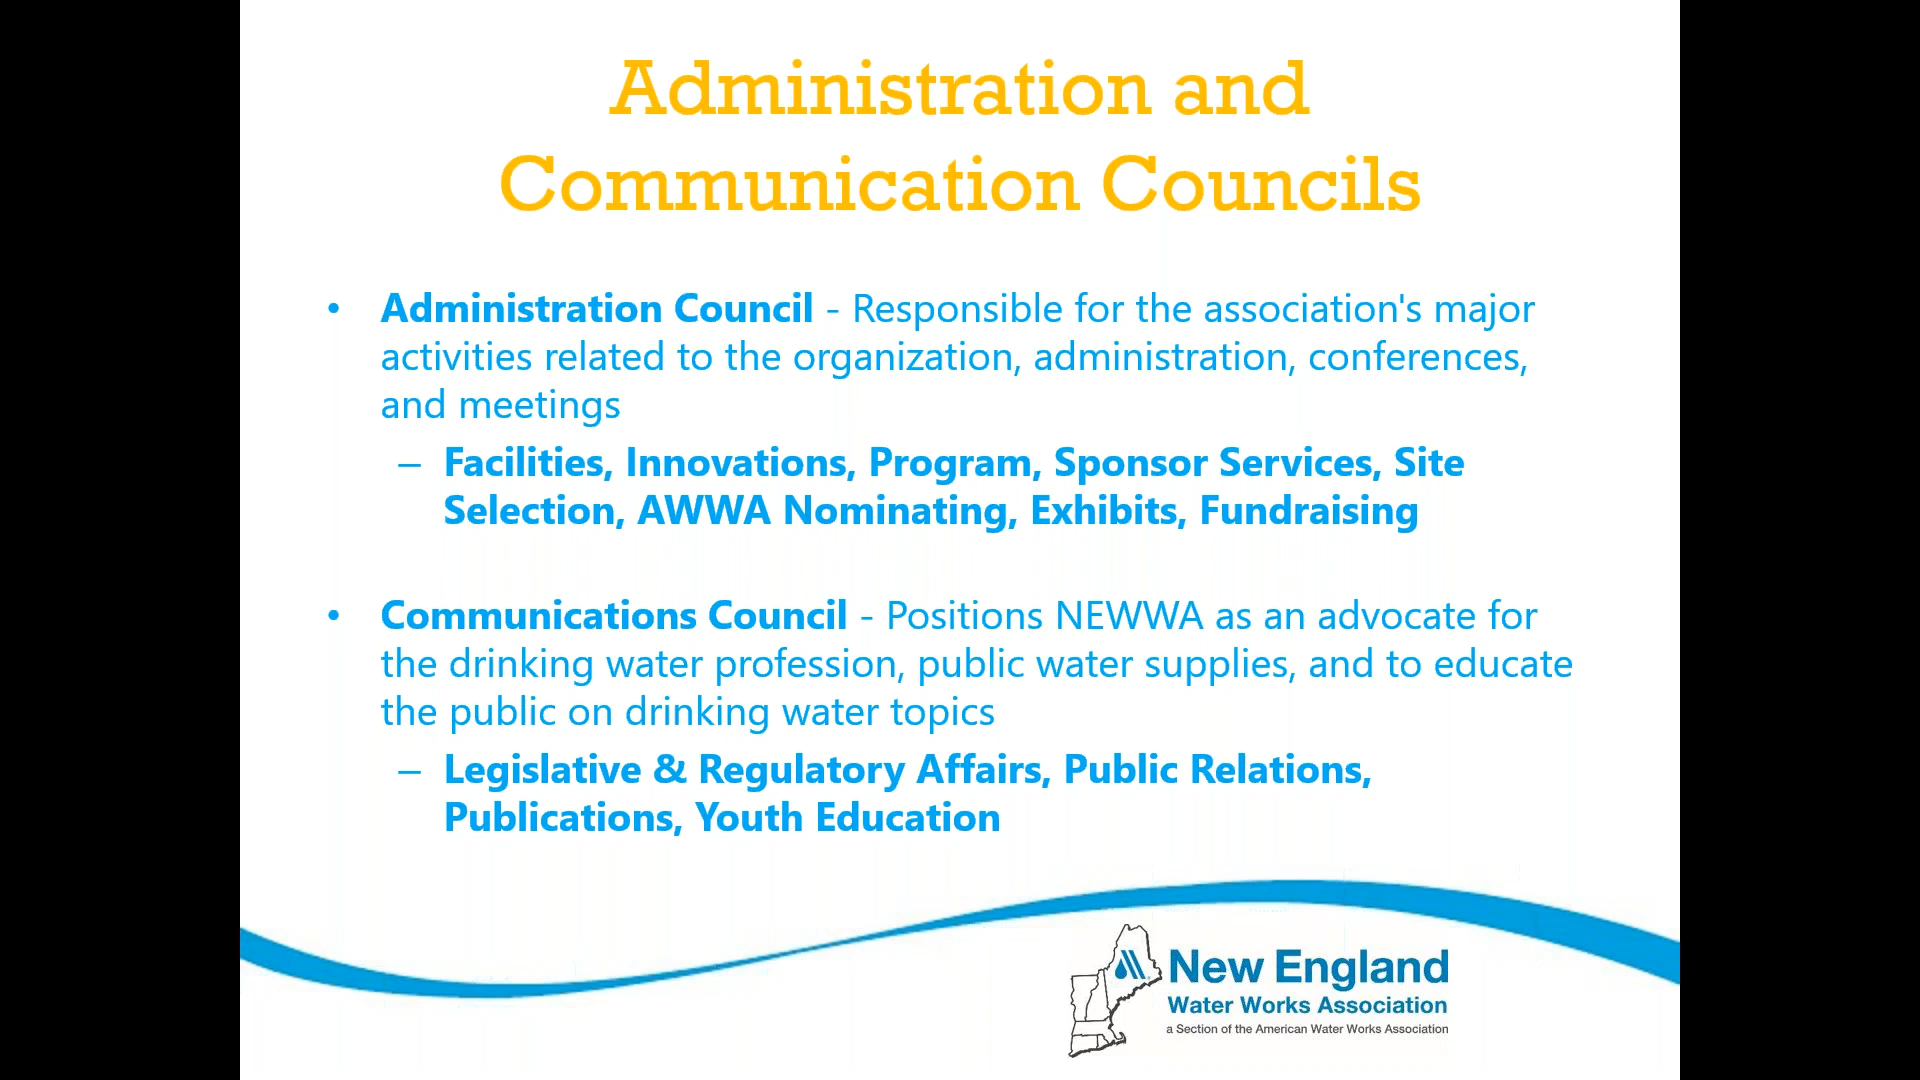 Administration and
Communication Councils
• Administration Council - Responsible for the association's major
activities related to the organization, administration, conferences,
and meetings
– Facilities, Innovations, Program, Sponsor Services, Site
Selection, AWWA Nominating, Exhibits, Fundraising
• Communications Council - Positions NEWWA as an advocate for
the drinking water profession, public water supplies, and to educate
the public on drinking water topics
– Legislative & Regulatory Affairs, Public Relations,
Publications, Youth Education
New England
Water Works Association
a Section of the American Water Works Association